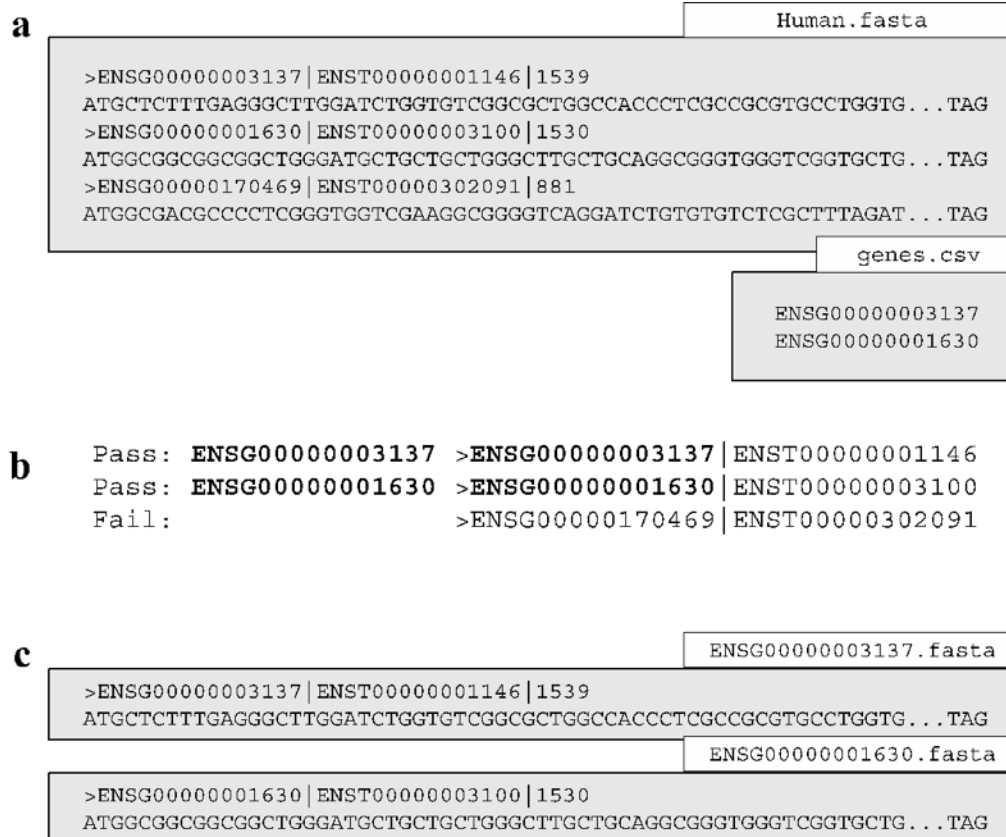 a
Human.fasta
>ENSG00000003137|ENST00000001146|1539
ATGCTCTTTGAGGGCTTGGATCTGGTGTCGGCGCTGGCCACCCTCGCCGCGTGCCTGGTG...TAG
>ENSG00000001630|ENST00000003100|1530
ATGGCGGCGGCGGCTGGGATGCTGCTGCTGGGCTTGCTGCAGGCGGGTGGGTCGGTGCTG...TAG
>ENSG00000170469|ENST00000302091|881
ATGGCGACGCCCCTCGGGTGGTCGAAGGCGGGGTCAGGATCTGTGTGTCTCGCTTTAGAT...TAG
genes.csv
ENSG00000003137
ENSG00000001630
b
Pass: ENSG00000003137 >ENSG00000003137|ENST00000001146
Pass: ENSG00000001630 >ENSG00000001630|ENST00000003100
Fail: >ENSG00000170469|ENST00000302091
c
ENSG00000003137.fasta
>ENSG00000003137|ENST00000001146|1539
ATGCTCTTTGAGGGCTTGGATCTGGTGTCGGCGCTGGCCACCCTCGCCGCGTGCCTGGTG...TAG
ENSG00000001630.fasta
>ENSG00000001630|ENST00000003100|1530
ATGGCGGCGGCGGCTGGGATGCTGCTGCTGGGCTTGCTGCAGGCGGGTGGGTCGGTGCTG...TAG